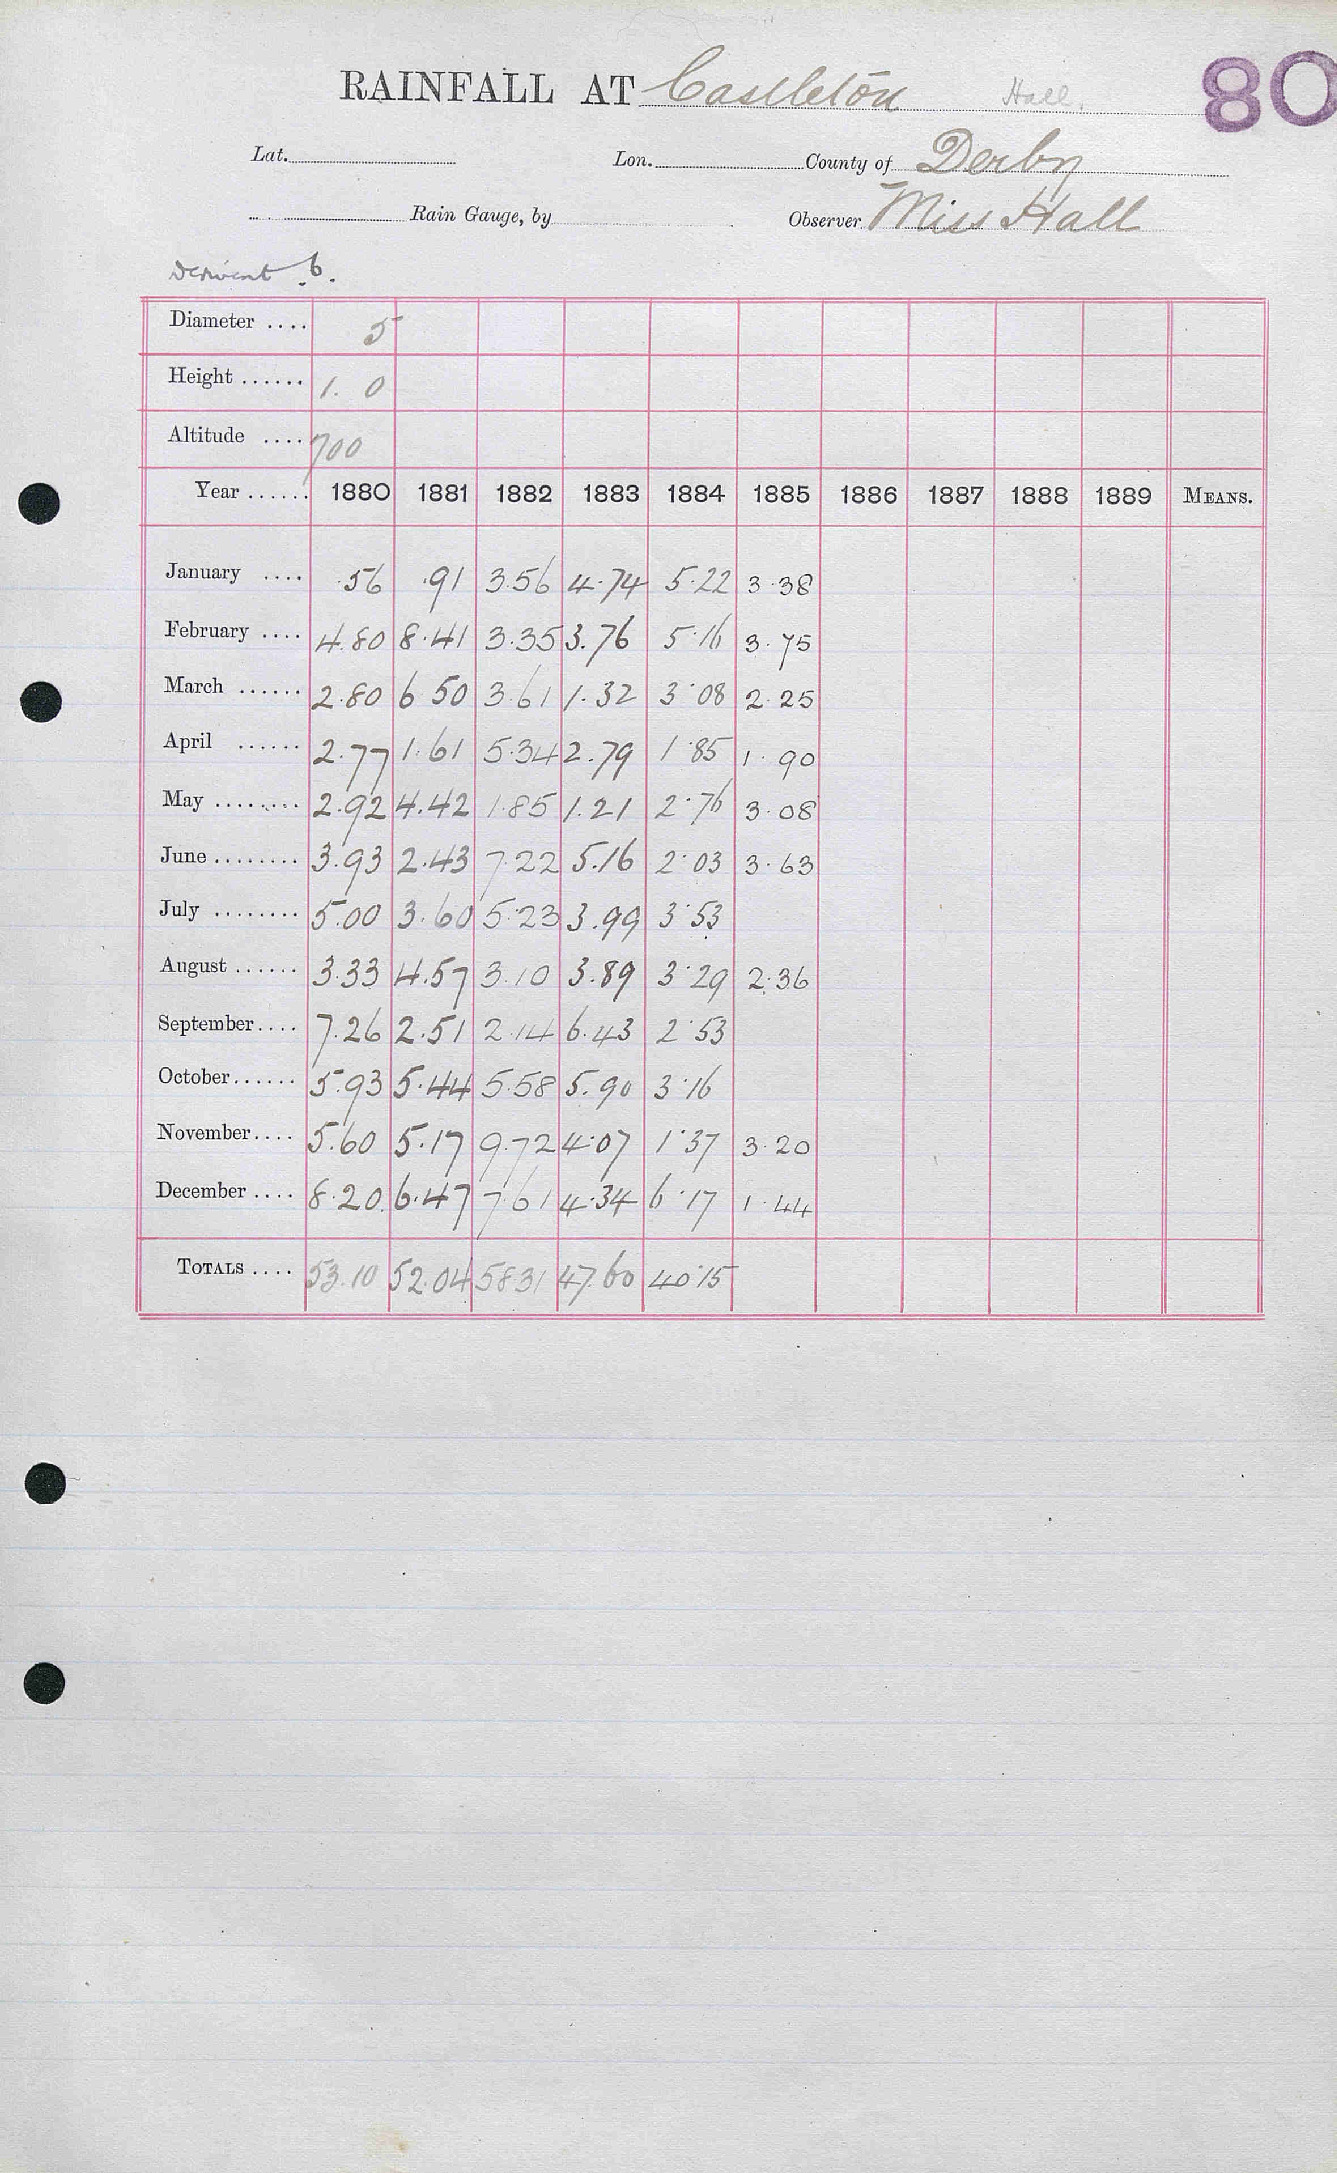 RAINFALL AT Castleton Hall. 80
Lat. Lon. County of Derby
Rain Gauge, by Observer Miss Hall
Derwent 6.
Diameter .... 5
Height ...... 1. 0
Altitude .... 700
Year ...... 1880 1881 1882 1883 1884 1885 1886 1887 1888 1889 MEANS.
January .... .56 .91 3.56 4.74 5.22 3.38
February .... 4.80 8.41 3.35 3.76 5.16 3.75
March ...... 2.80 6 50 3.61 1.32 3.08 2.25
April ...... 2.77 1.61 5.34 2.79 1.85 1.90
May ......... 2.92 4.42 1.85 1.21 2.76 3.08
June ........ 3.93 2.43 7.22 5.16 2.03 3.63
July ........ 5.00 3.60 5.23 3.99 3.53
August ...... 3.33 4.57 3.10 3.89 3.29 2.36
September.... 7.26 2.51 2.14 6.43 2.53
October...... 5.93 5.44 5.58 5.90 3.16
November.... 5.60 5.17 9.72 4.07 1.37 3.20
December .... 8.20 6.47 7.61 4.34 6.17 1.44
TOTALS .... 53.10 52.04 58.31 47.60 40.15